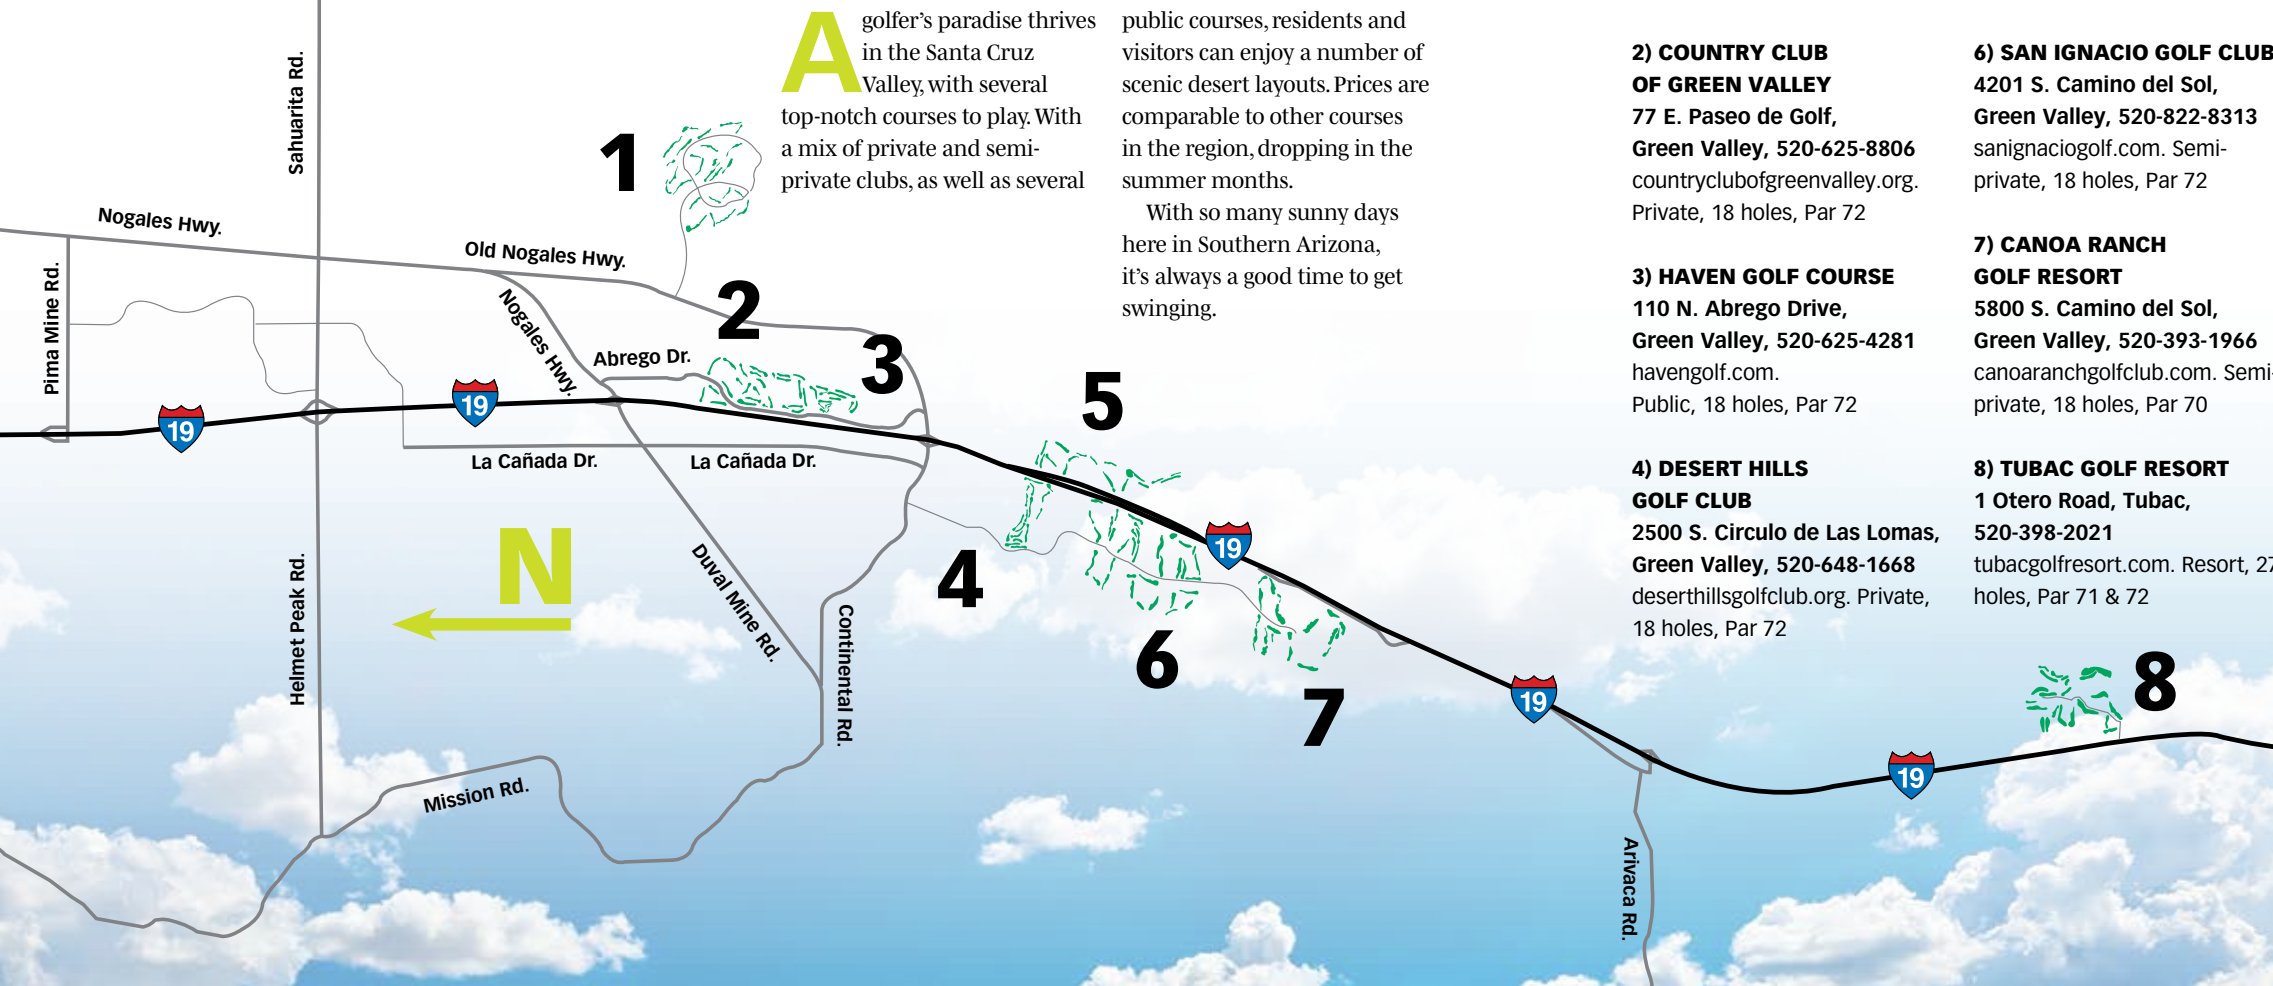 A golfer's paradise thrives
in the Santa Cruz
Valley, with several
top-notch courses to play. With
a mix of private and semi-
private clubs, as well as several
public courses, residents and
visitors can enjoy a number of
scenic desert layouts. Prices are
comparable to other courses
in the region, dropping in the
summer months.
With so many sunny days
here in Southern Arizona,
it's always a good time to get
swinging.
2) COUNTRY CLUB
OF GREEN VALLEY
77 E. Paseo de Golf,
Green Valley, 520-625-8806
countryclubofgreenvalley.org.
Private, 18 holes, Par 72
3) HAVEN GOLF COURSE
110 N. Abrego Drive,
Green Valley, 520-625-4281
havengolf.com.
Public, 18 holes, Par 72
4) DESERT HILLS
GOLF CLUB
2500 S. Circulo de Las Lomas,
Green Valley, 520-648-1668
deserthillsgolfclub.org. Private,
18 holes, Par 72
6) SAN IGNACIO GOLF CLUB
4201 S. Camino del Sol,
Green Valley, 520-822-8313
sanignaciogolf.com. Semi-
private, 18 holes, Par 72
7) CANOA RANCH
GOLF RESORT
5800 S. Camino del Sol,
Green Valley, 520-393-1966
canoaranchgolfclub.com. Semi-
private, 18 holes, Par 70
8) TUBAC GOLF RESORT
1 Otero Road, Tubac,
520-398-2021
tubacgolfresort.com. Resort, 27
holes, Par 71 & 72
Sahuarita Rd.
1
Nogales Hwy.
Old Nogales Hwy.
Pima Mine Rd.
Nogales Hwy.
2
Abrego Dr.
3
19
19
5
La Cañada Dr.
La Cañada Dr.
N
19
4
Helmet Peak Rd.
Duval Mine Rd.
Continental Rd.
6
7
19
8
19
Mission Rd.
Arivaca Rd.